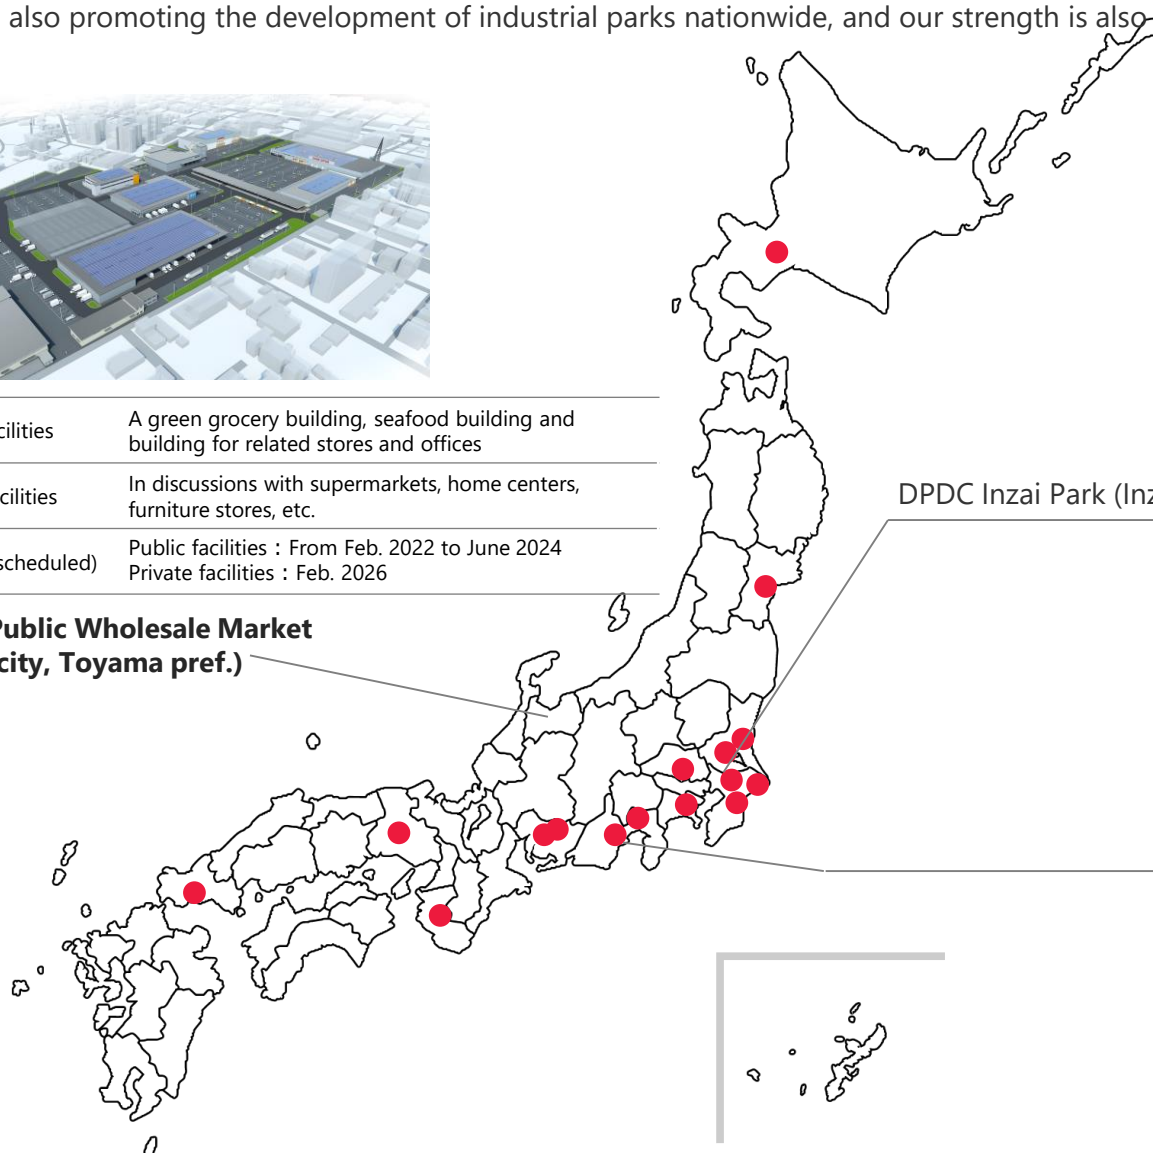 also promoting the development of industrial parks nationwide, and our strength is also
cilities
A green grocery building, seafood building and
building for related stores and offices
cilities
In discussions with supermarkets, home centers,
furniture stores, etc.
scheduled)
Public facilities：From Feb. 2022 to June 2024
Private facilities：Feb. 2026
Public Wholesale Market
city, Toyama pref.)
DPDC Inzai Park (Inz